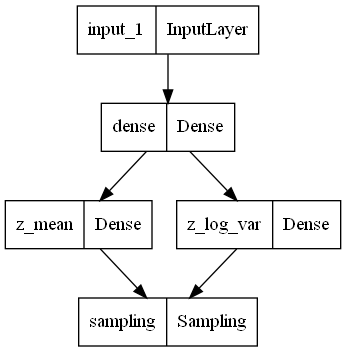 input_1 InputLayer
dense Dense
z_mean Dense z_log_var Dense
sampling Sampling